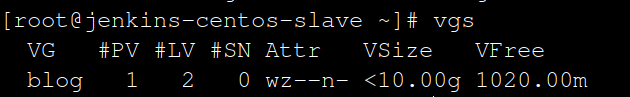 [root@jenkins-centos-slave ~]# vgs
  VG   #PV #LV #SN Attr   VSize   VFree
  blog   1   2   0 wz--n- <10.00g 1020.00m